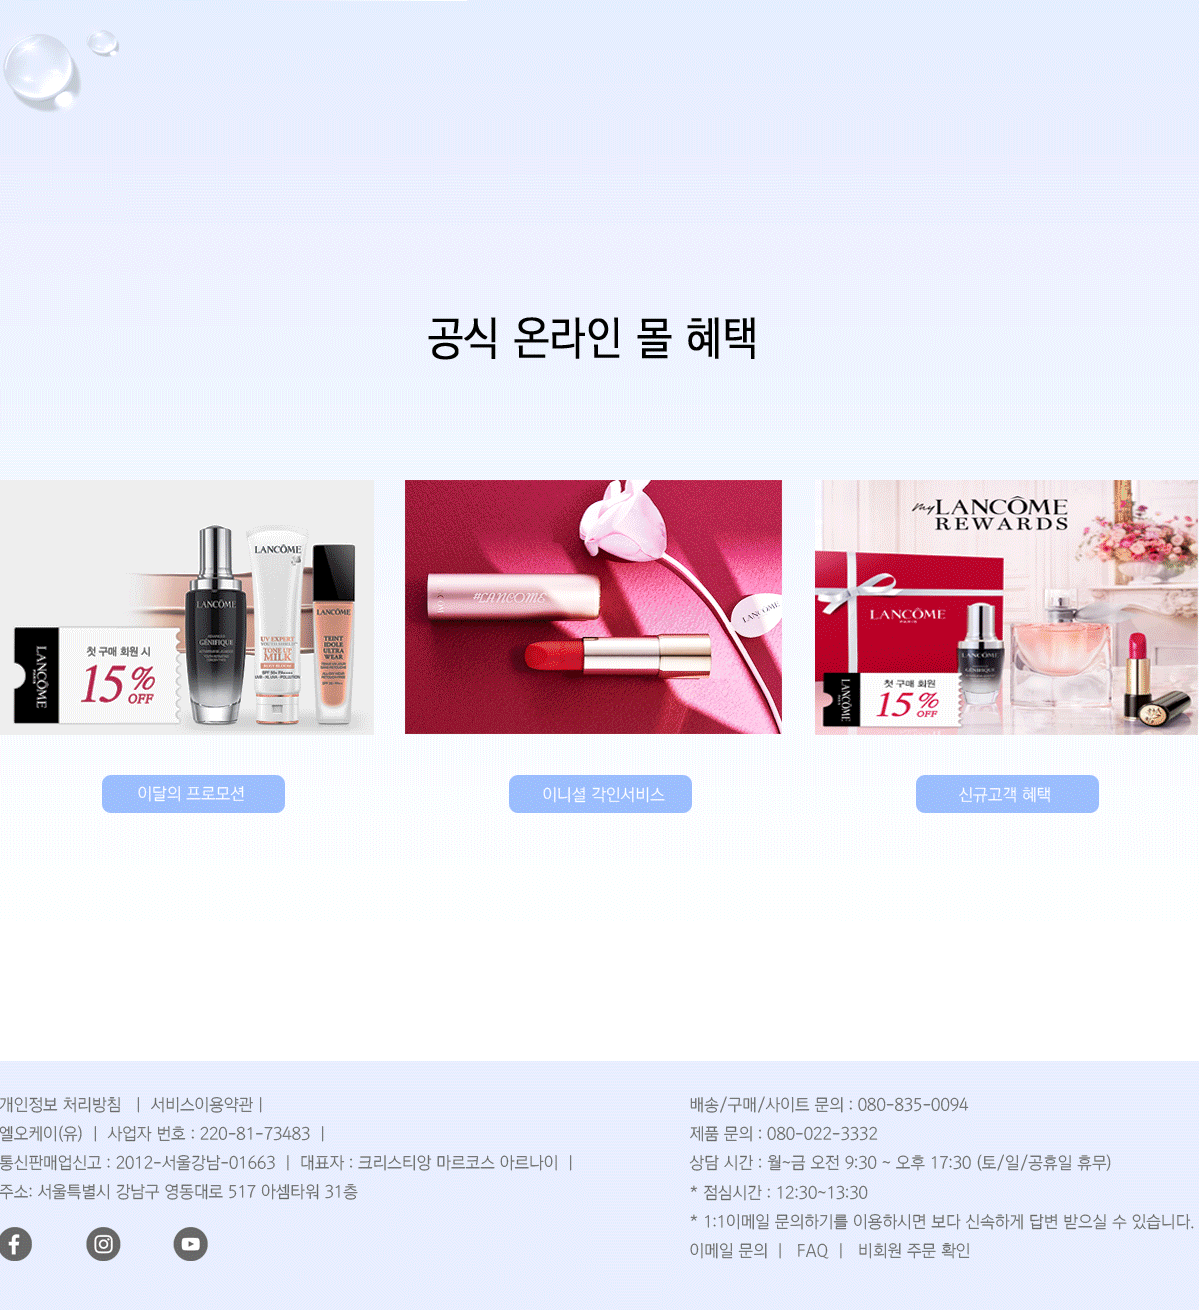 공식 온라인 몰 혜택
LANCÔME
LANCÔME
LANCÔME
GÉNIFIQUE
UV EXPERT
TONE UP
MILK
TEINT
IDOLE
ULTRA
WEAR
LANCÔME
첫 구매 회원 시
15%
OFF
#LANCOME
LANCÔME
my LANCÔME
REWARDS
LANCÔME
PARIS
GÉNIFIQUE
LANCÔME
첫 구매 회원
15%
OFF
이달의 프로모션
이니셜 각인서비스
신규고객 혜택
개인정보 처리방침 | 서비스이용약관 |
엘오케이(유) | 사업자 번호 : 220-81-73483 |
통신판매업신고 : 2012-서울강남-01663 | 대표자 : 크리스티앙 마르코스 아르나이 |
주소: 서울특별시 강남구 영동대로 517 아셈타워 31층
배송/구매/사이트 문의 : 080-835-0094
제품 문의 : 080-022-3332
상담 시간 : 월~금 오전 9:30 ~ 오후 17:30 (토/일/공휴일 휴무)
* 점심시간 : 12:30~13:30
* 1:1이메일 문의하기를 이용하시면 보다 신속하게 답변 받으실 수 있습니다.
이메일 문의 | FAQ | 비회원 주문 확인